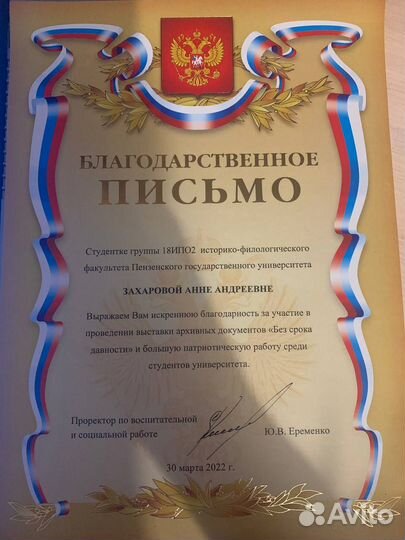 БЛАГОДАРСТВЕННОЕ
ПИСЬМО
Студентке группы 18ИПО2 историко-филологического
факультета Пензенского государственного университета
ЗАХАРОВОЙ АННЕ АНДРЕЕВНЕ
Выражаем Вам искреннюю благодарность за участие в
проведении выставки архивных документов «Без срока
давности» и большую патриотическую работу среди
студентов университета.
Проректор по воспитательной
и социальной работе Ю.В. Еременко
30 марта 2022 г.
Avito